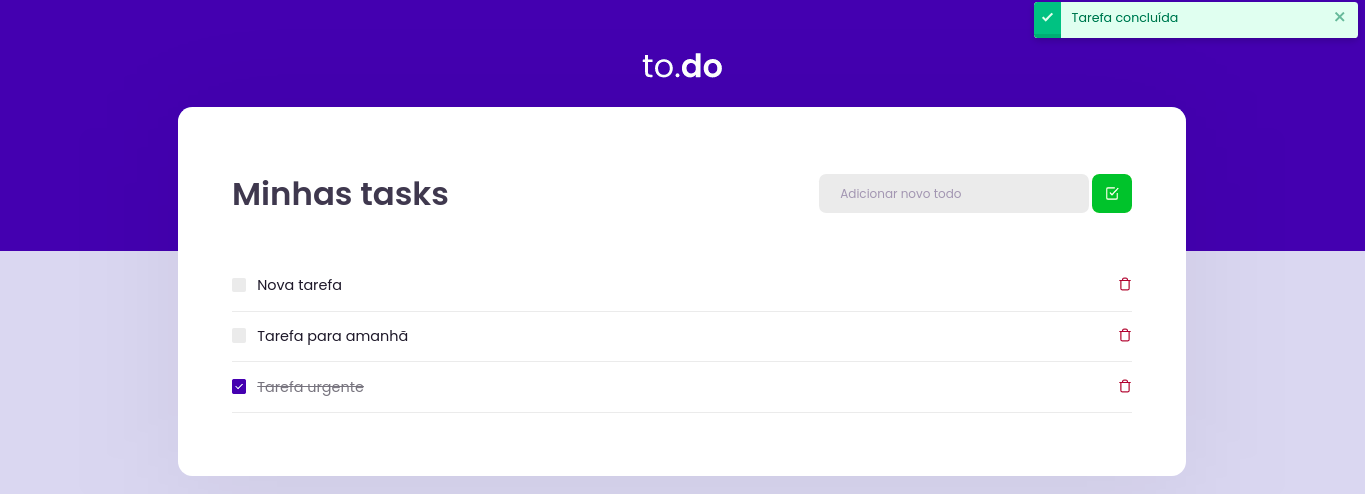 Tarefa concluída
to.do
Minhas tasks
Adicionar novo todo
Nova tarefa
Tarefa para amanhã
Tarefa urgente